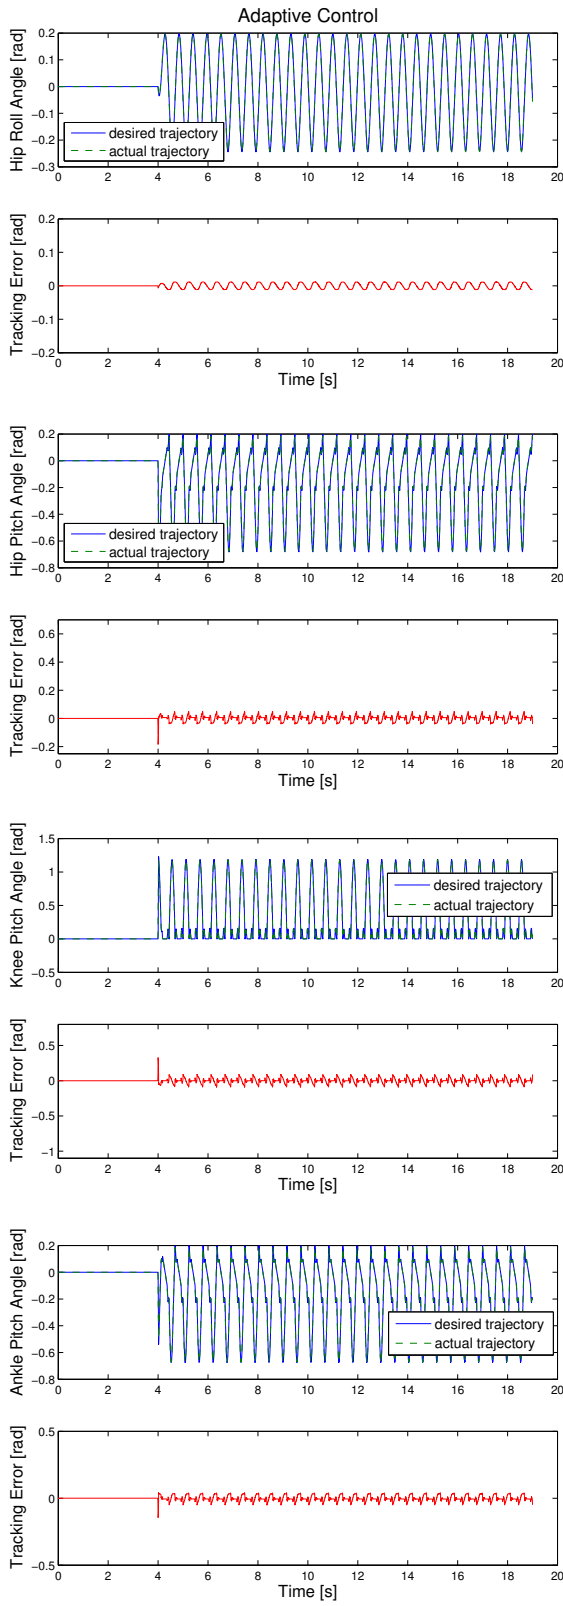 Adaptive Control
Hip Roll Angle [rad]
0.2
0.1
0
−0.1
−0.2
−0.3
desired trajectory
actual trajectory
0 2 4 6 8 10 12 14 16 18 20
Tracking Error [rad]
0.2
0.1
0
−0.1
−0.2
0 2 4 6 8 10 12 14 16 18 20
Time [s]
Hip Pitch Angle [rad]
0.2
0
−0.2
−0.4
−0.6
−0.8
desired trajectory
actual trajectory
0 2 4 6 8 10 12 14 16 18 20
Tracking Error [rad]
0.6
0.4
0.2
0
−0.2
0 2 4 6 8 10 12 14 16 18 20
Time [s]
Knee Pitch Angle [rad]
1.5
1
0.5
0
−0.5
desired trajectory
actual trajectory
0 2 4 6 8 10 12 14 16 18 20
Tracking Error [rad]
0.5
0
−0.5
−1
0 2 4 6 8 10 12 14 16 18 20
Time [s]
Ankle Pitch Angle [rad]
0.2
0
−0.2
−0.4
−0.6
−0.8
desired trajectory
actual trajectory
0 2 4 6 8 10 12 14 16 18 20
Tracking Error [rad]
0.5
0
−0.5
0 2 4 6 8 10 12 14 16 18 20
Time [s]